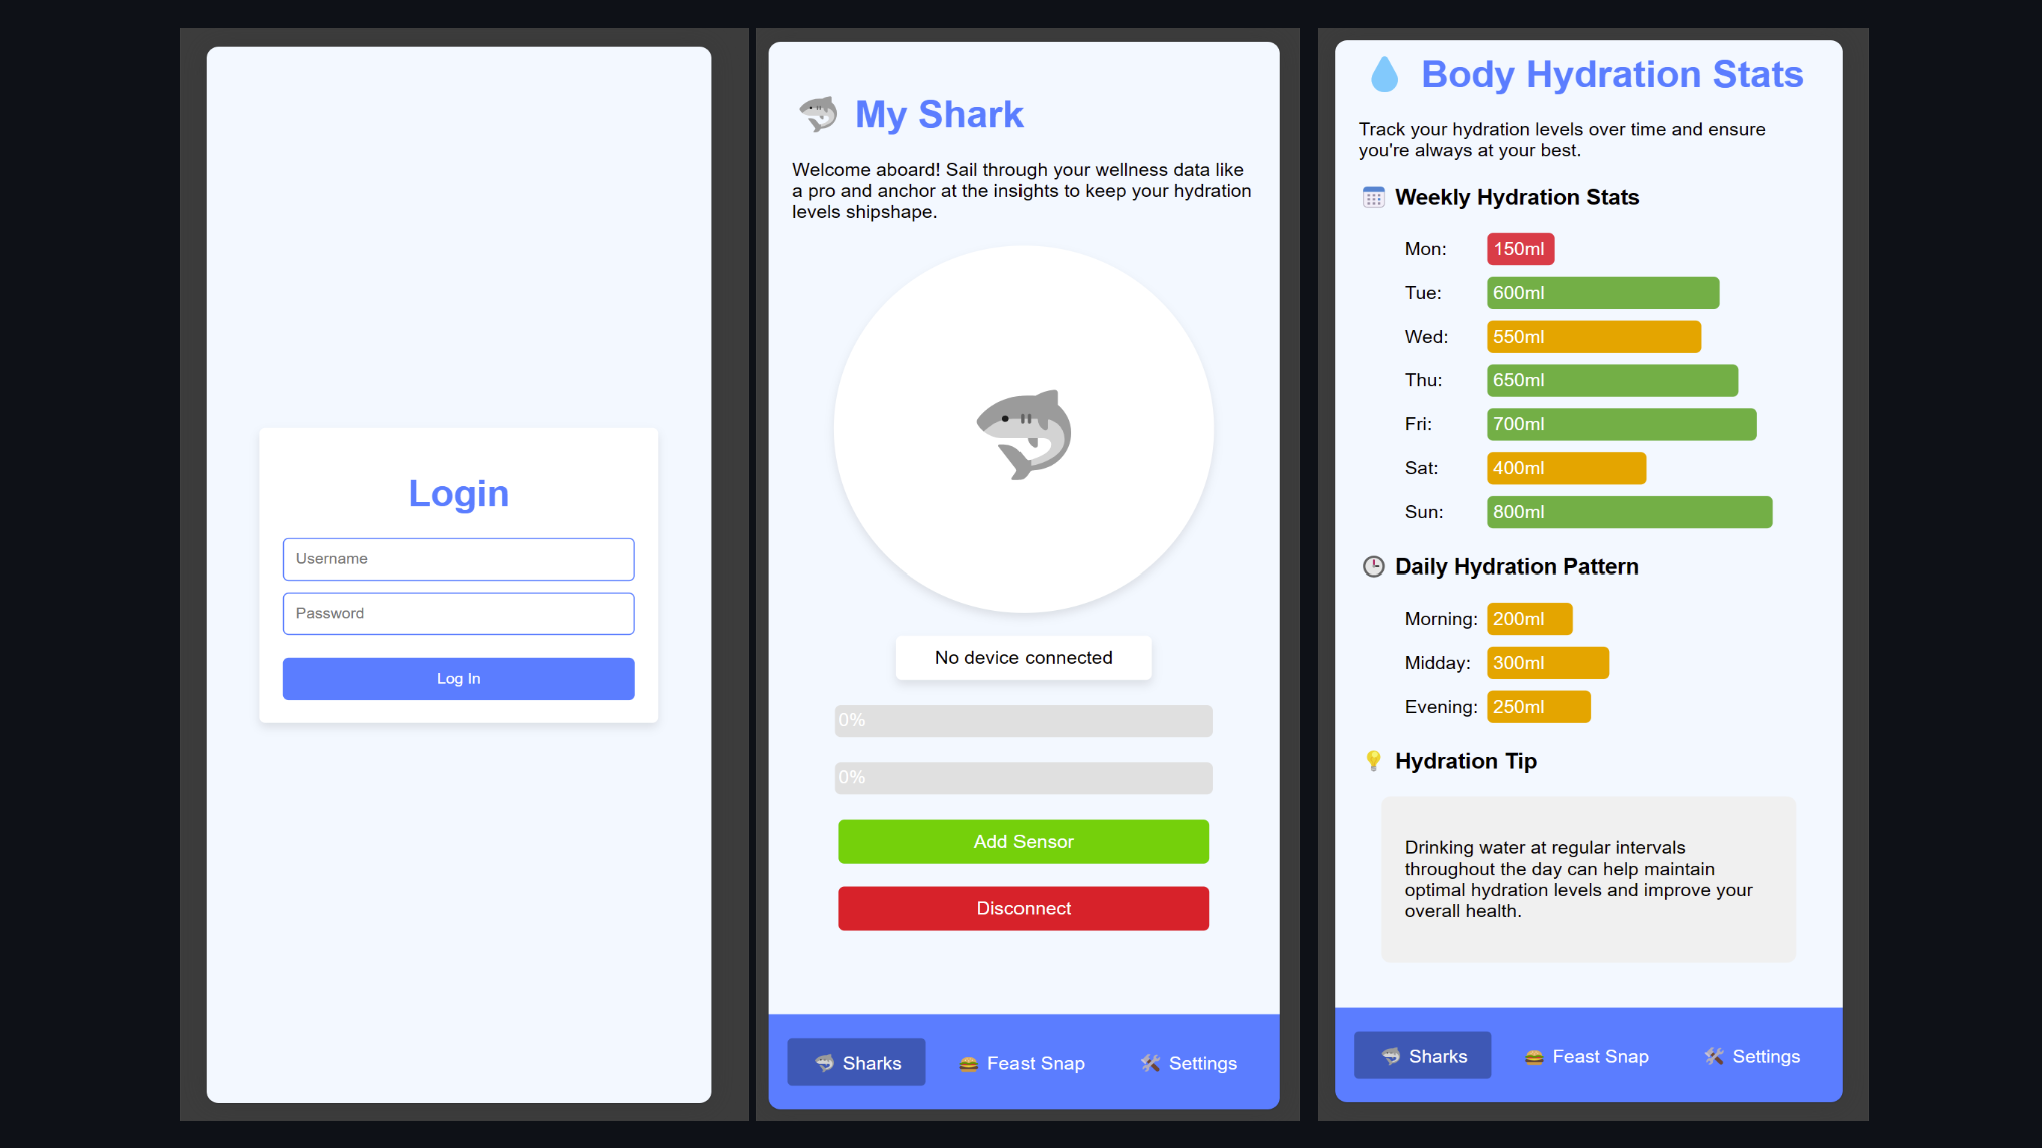 Login
Username
Password
Log In
My Shark
Welcome aboard! Sail through your wellness data like
a pro and anchor at the insights to keep your hydration
levels shipshape.
No device connected
0%
0%
Add Sensor
Disconnect
Sharks
Feast Snap
Settings
Body Hydration Stats
Track your hydration levels over time and ensure
you're always at your best.
Weekly Hydration Stats
Mon: 150ml
Tue: 600ml
Wed: 550ml
Thu: 650ml
Fri: 700ml
Sat: 400ml
Sun: 800ml
Daily Hydration Pattern
Morning: 200ml
Midday: 300ml
Evening: 250ml
Hydration Tip
Drinking water at regular intervals
throughout the day can help maintain
optimal hydration levels and improve your
overall health.
Sharks
Feast Snap
Settings